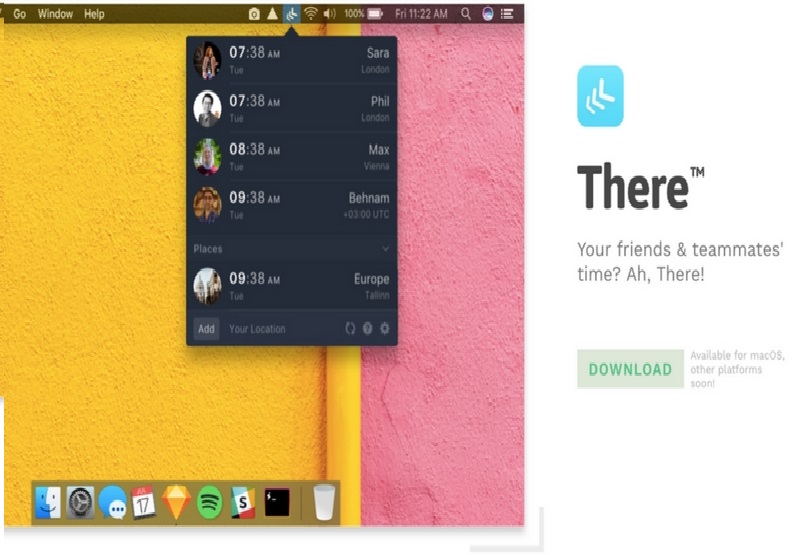 Go Window Help 100% Fri 11:22 AM
07:38 AM Sara
Tue London
07:38 AM Phil
Tue London
08:38 AM Max
Tue Vienna
09:38 AM Behnam
Tue +03:00 UTC
Places
09:38 AM Europe
Tue Tallinn
Add Your Location
JUL
17
S
There™
Your friends & teammates'
time? Ah, There!
DOWNLOAD
Available for macOS,
other platforms
soon!